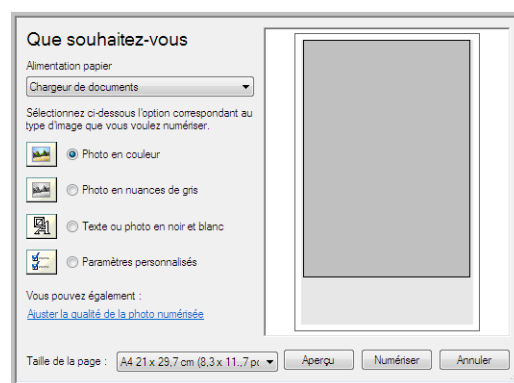 Que souhaitez-vous
Alimentation papier
Chargeur de documents
Sélectionnez ci-dessous l'option correspondant au
type d'image que vous voulez numériser.
Photo en couleur
Photo en nuances de gris
Texte ou photo en noir et blanc
Paramètres personnalisés
Vous pouvez également :
Ajuster la qualité de la photo numérisée
Taille de la page : A4 21 x 29,7 cm (8,3 x 11.,7 pc Aperçu Numériser Annuler